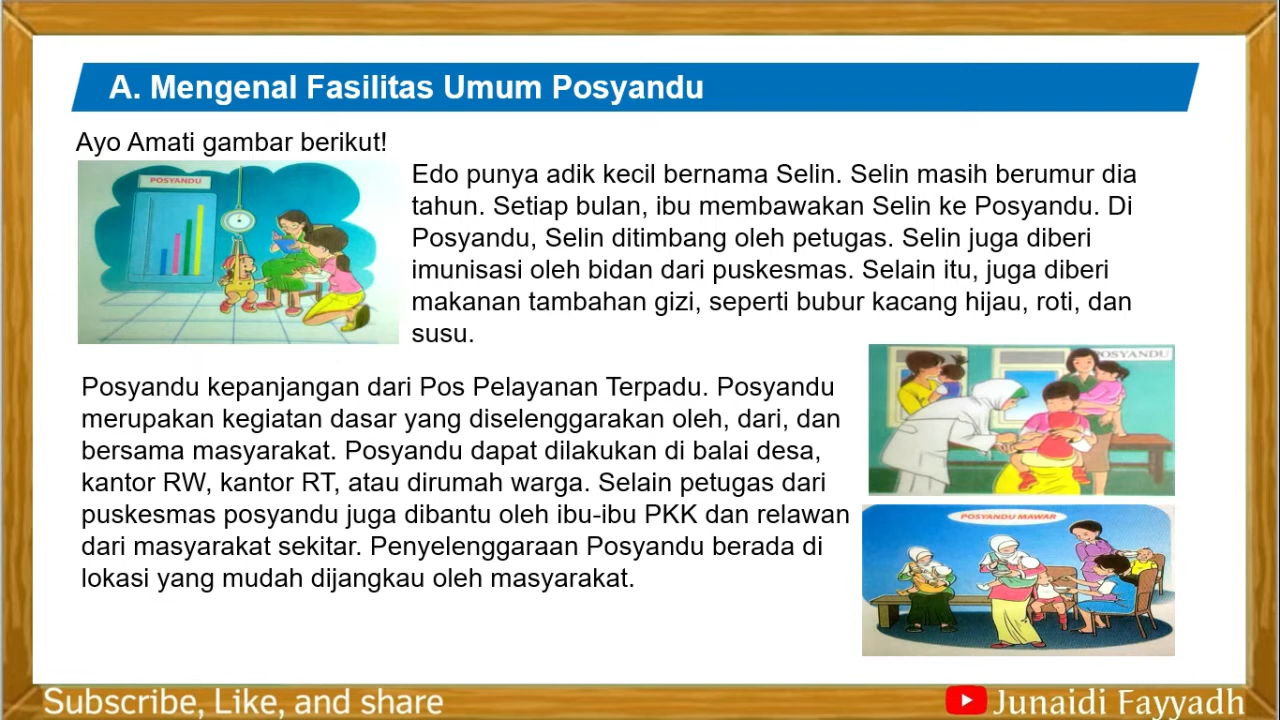 A. Mengenal Fasilitas Umum Posyandu
Ayo Amati gambar berikut!
POSYANDU
Edo punya adik kecil bernama Selin. Selin masih berumur dia
tahun. Setiap bulan, ibu membawakan Selin ke Posyandu. Di
Posyandu, Selin ditimbang oleh petugas. Selin juga diberi
imunisasi oleh bidan dari puskesmas. Selain itu, juga diberi
makanan tambahan gizi, seperti bubur kacang hijau, roti, dan
susu.
POSYANDU
Posyandu kepanjangan dari Pos Pelayanan Terpadu. Posyandu
merupakan kegiatan dasar yang diselenggarakan oleh, dari, dan
bersama masyarakat. Posyandu dapat dilakukan di balai desa,
kantor RW, kantor RT, atau dirumah warga. Selain petugas dari
puskesmas posyandu juga dibantu oleh ibu-ibu PKK dan relawan
dari masyarakat sekitar. Penyelenggaraan Posyandu berada di
lokasi yang mudah dijangkau oleh masyarakat.
POSYANDU MAWAR
Subscribe, Like, and share
Junaidi Fayyadh